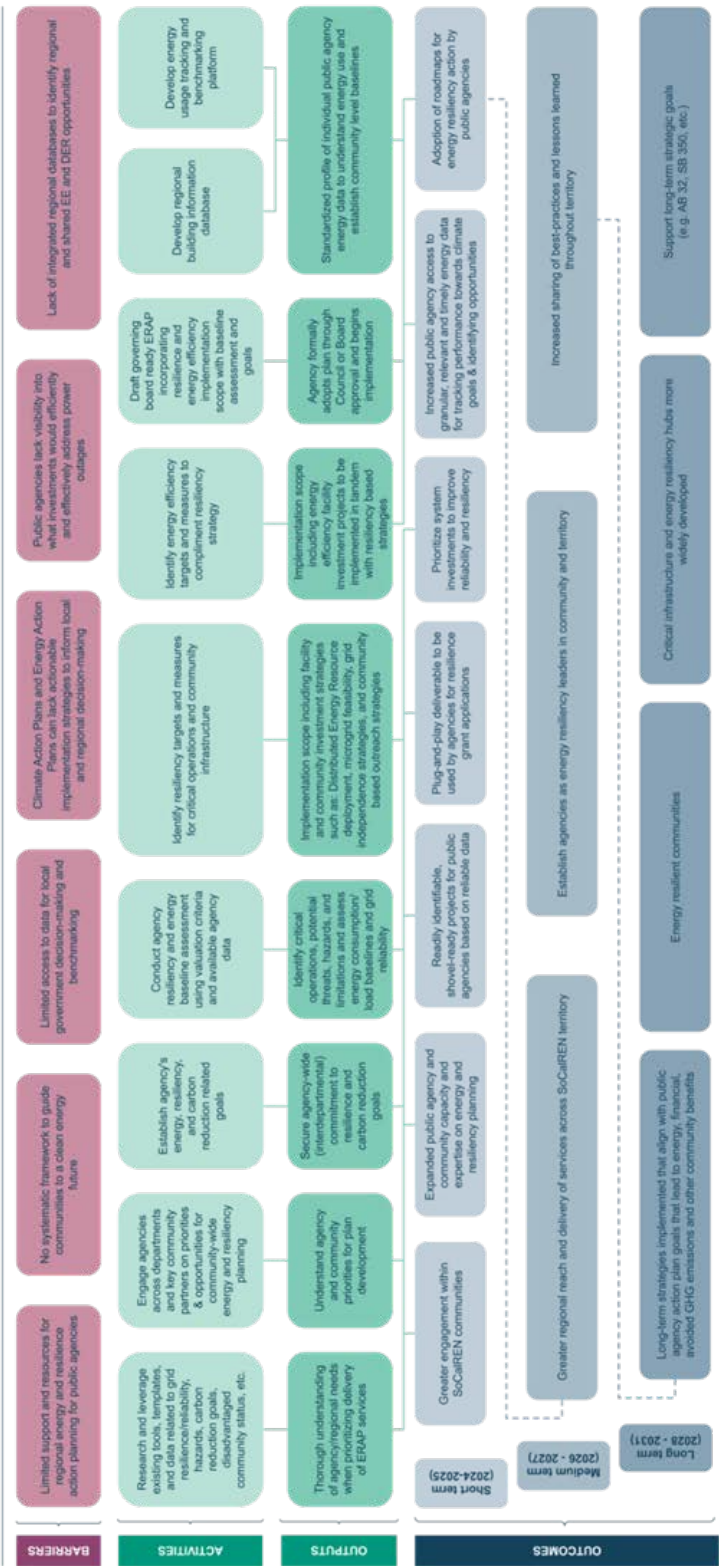 BARRIERS
Limited support and resources for
regional energy and resilience
action planning for public agencies
No systematic framework to guide
communities to a clean energy
future
Limited access to data for local
government decision-making and
benchmarking
Climate Action Plans and Energy Action
Plans can lack actionable
implementation strategies to inform local
and regional decision-making
Public agencies lack visibility into
what investments would efficiently
and effectively address power
outages
Lack of integrated regional databases to identify regional
and shared EE and DER opportunities
ACTIVITIES
Research and leverage
existing tools, templates,
and data related to grid
resilience/reliability,
hazards, carbon
reduction goals,
disadvantaged
community status, etc.
Engage agencies
across departments
and key community
partners on priorities
& opportunities for
community-wide
energy and resiliency
planning
Establish agency's
energy, resiliency,
and carbon
reduction related
goals
Conduct agency
resiliency and energy
baseline assessment
using valuation criteria
and available agency
data
Identify resiliency targets and measures
for critical operations and community
infrastructure
Identify energy efficiency
targets and measures to
compliment resiliency
strategy
Draft governing
board ready ERAP
incorporating
resilience and
energy efficiency
implementation
scope with baseline
assessment and
goals
Develop regional
building information
database
Develop energy
usage tracking and
benchmarking
platform
OUTPUTS
Thorough understanding
of agency/regional needs
when prioritizing delivery
of ERAP services
Understand agency
and community
priorities for plan
development
Secure agency-wide
(interdepartmental)
commitment to
resilience and
carbon reduction
goals
Identify critical
operations, potential
threats, hazards, and
limitations and assess
energy consumption/
load baselines and grid
reliability
Implementation scope including facility
and community investment strategies
such as: Distributed Energy Resource
deployment, microgrid feasibility, grid
independence strategies, and community
based outreach strategies
Implementation scope
including energy
efficiency facility
investment projects to be
implemented in tandem
with resiliency based
strategies
Agency formally
adopts plan through
Council or Board
approval and begins
implementation
Standardized profile of individual public agency
energy data to understand energy use and
establish community level baselines
OUTCOMES
Short term
(2024-2025)
Greater engagement within
SoCalREN communities
Expanded public agency and
community capacity and
expertise on energy and
resiliency planning
Readily identifiable,
shovel-ready projects for public
agencies based on reliable data
Plug-and-play deliverable to be
used by agencies for resilience
grant applications
Prioritize system
investments to improve
reliability and resiliency
Increased public agency access to
granular, relevant and timely energy data
for tracking performance towards climate
goals & identifying opportunities
Adoption of roadmaps for
energy resiliency action by
public agencies
Medium term
(2026 - 2027)
Greater regional reach and delivery of services across SoCalREN territory
Establish agencies as energy resiliency leaders in community and territory
Increased sharing of best-practices and lessons learned
throughout territory
Long term
(2028 - 2031)
Long-term strategies implemented that align with public
agency action plan goals that lead to energy, financial,
avoided GHG emissions and other community benefits
Energy resilient communities
Critical infrastructure and energy resiliency hubs more
widely developed
Support long-term strategic goals
(e.g. AB 32, SB 350, etc.)